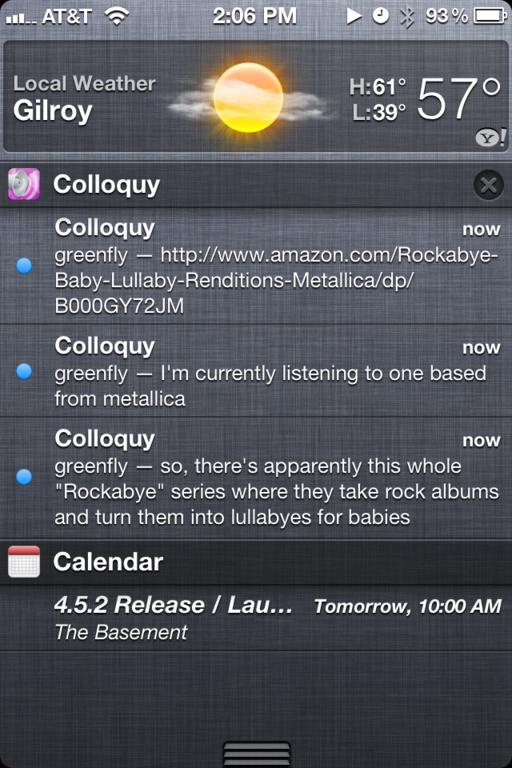 AT&T 2:06 PM 93%
Local Weather
Gilroy
H:61°
L:39°
57°
Y!
Colloquy
Colloquy now
greenfly — http://www.amazon.com/Rockabye-
Baby-Lullaby-Renditions-Metallica/dp/
B000GY72JM
Colloquy now
greenfly — I'm currently listening to one based
from metallica
Colloquy now
greenfly — so, there's apparently this whole
"Rockabye" series where they take rock albums
and turn them into lullabyes for babies
Calendar
4.5.2 Release / Lau... Tomorrow, 10:00 AM
The Basement